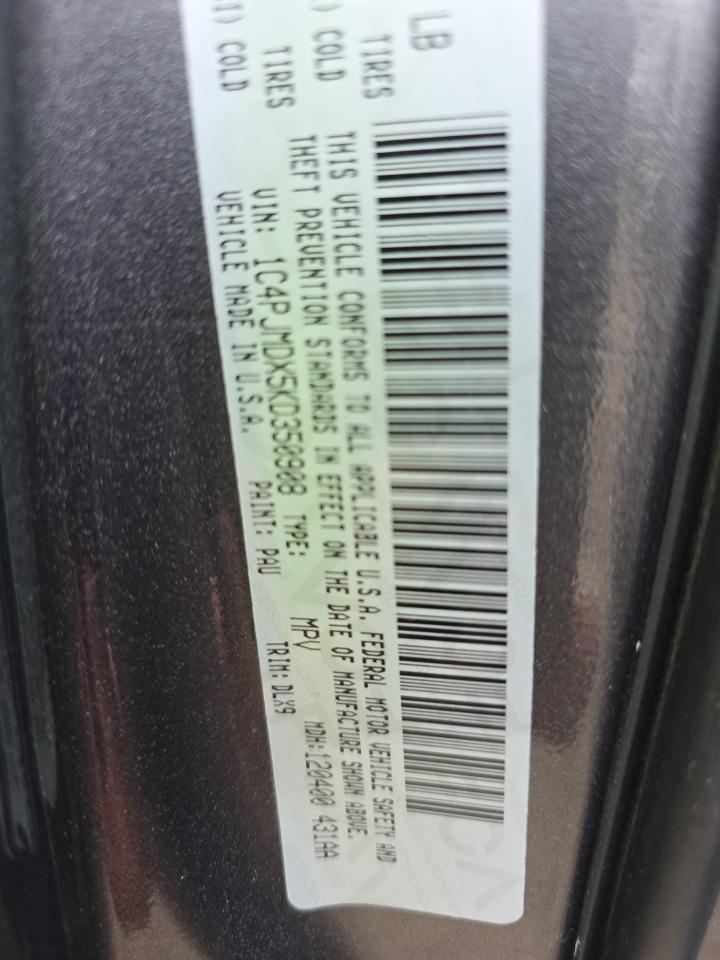 LB
TIRES
) COLD
THIS VEHICLE CONFORMS TO ALL APPLICABLE U.S.A. FEDERAL MOTOR VEHICLE SAFETY AND
THEFT PREVENTION STANDARDS IN EFFECT ON THE DATE OF MANUFACTURE SHOWN ABOVE.
TIRES
) COLD
VIN: 1C4PJMDX5KD350908 TYPE: MPV MDH:120400 431AA
VEHICLE MADE IN U.S.A. PAINT: PAU TRIM: DLX9